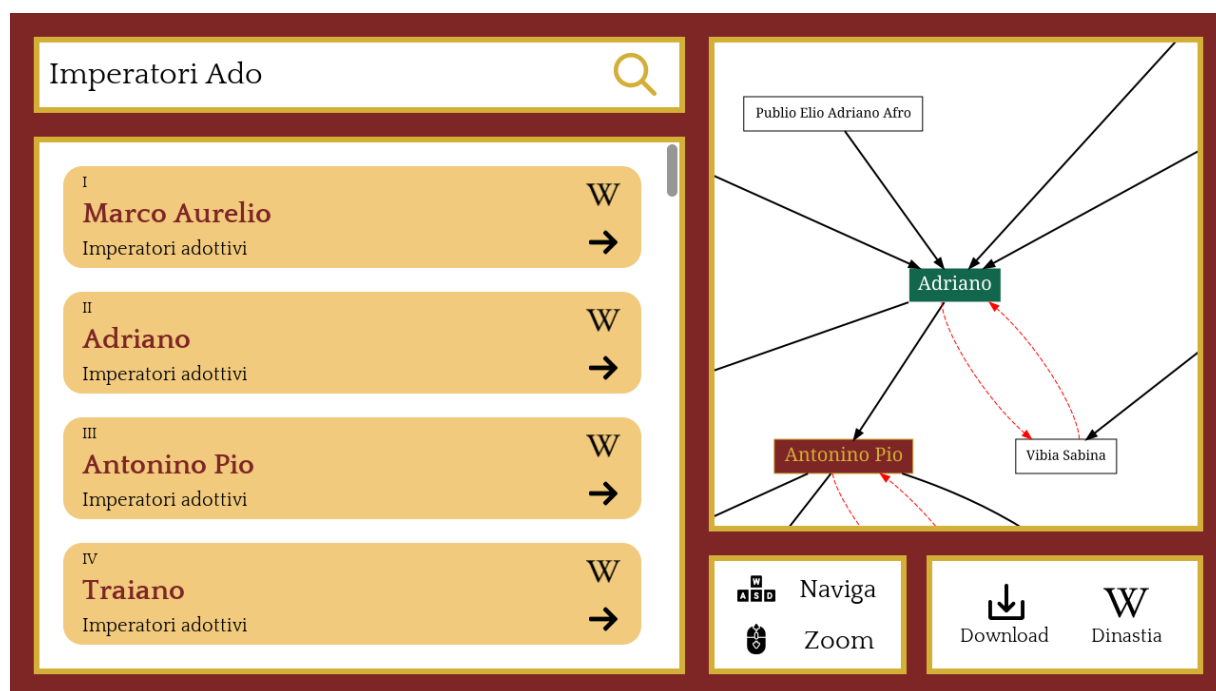 Imperatori Ado
I
W
Marco Aurelio
Imperatori adottivi
II
W
Adriano
Imperatori adottivi
III
W
Antonino Pio
Imperatori adottivi
IV
W
Traiano
Imperatori adottivi
Publio Elio Adriano Afro
Adriano
Antonino Pio
Vibia Sabina
W
A S D
Naviga
Zoom
Download
W
Dinastia